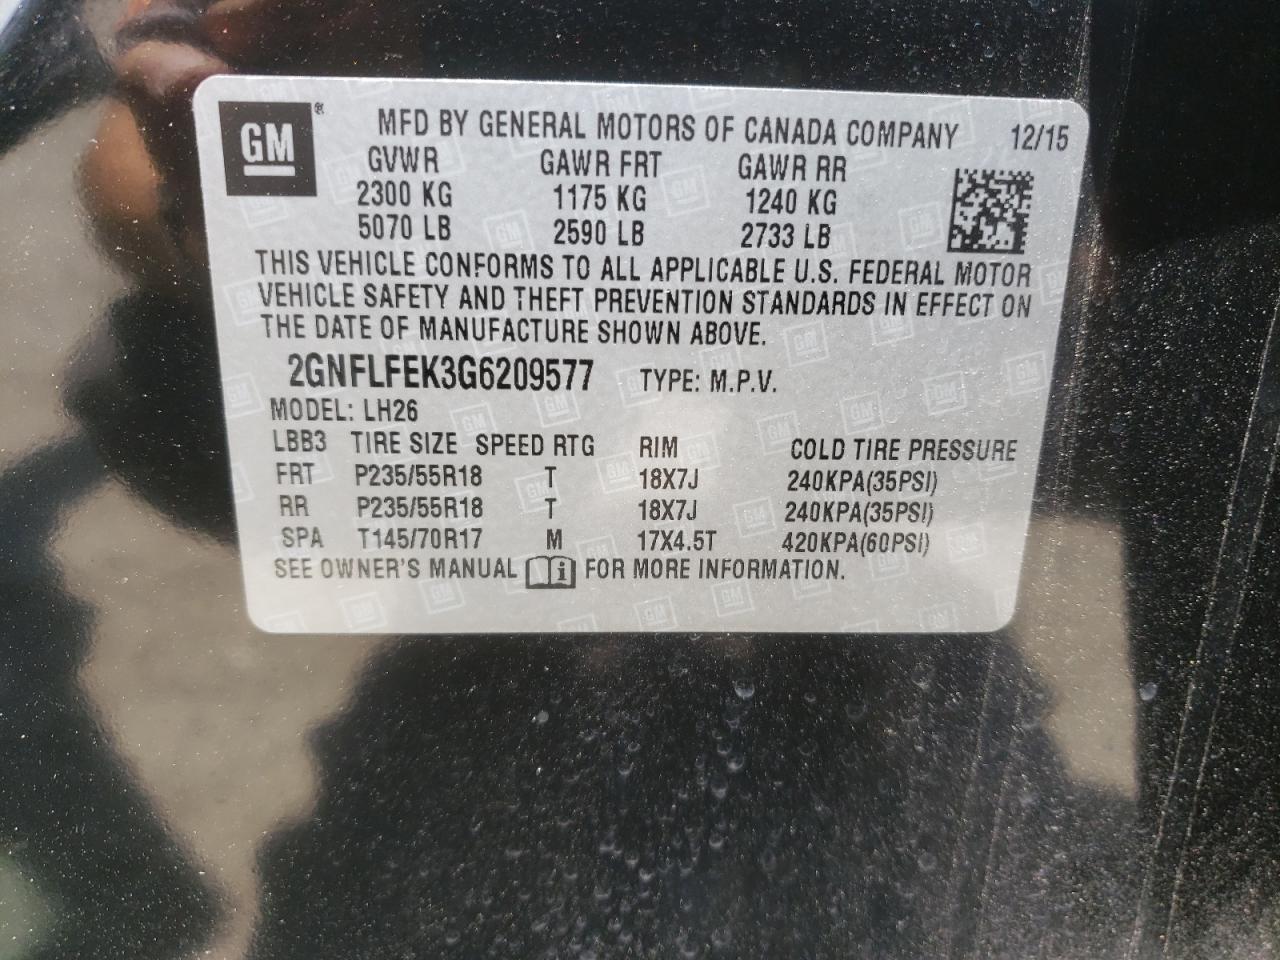 GM ® MFD BY GENERAL MOTORS OF CANADA COMPANY 12/15
GVWR GAWR FRT GAWR RR
2300 KG 1175 KG 1240 KG
5070 LB 2590 LB 2733 LB
THIS VEHICLE CONFORMS TO ALL APPLICABLE U.S. FEDERAL MOTOR
VEHICLE SAFETY AND THEFT PREVENTION STANDARDS IN EFFECT ON
THE DATE OF MANUFACTURE SHOWN ABOVE.
2GNFLFEK3G6209577 TYPE: M.P.V.
MODEL: LH26
LBB3 TIRE SIZE SPEED RTG RIM COLD TIRE PRESSURE
FRT P235/55R18 T 18X7J 240KPA(35PSI)
RR P235/55R18 T 18X7J 240KPA(35PSI)
SPA T145/70R17 M 17X4.5T 420KPA(60PSI)
SEE OWNER'S MANUAL i FOR MORE INFORMATION.